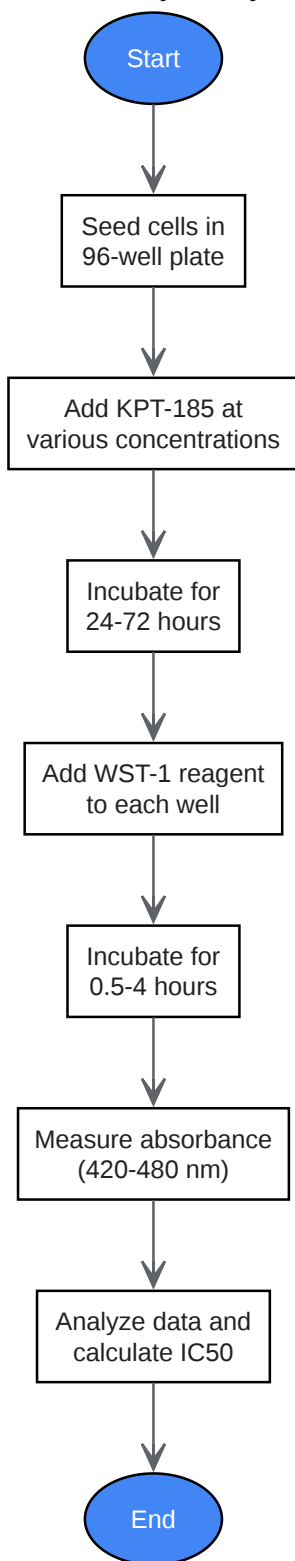 Start
Seed cells in
96-well plate
Add KPT-185 at
various concentrations
Incubate for
24-72 hours
Add WST-1 reagent
to each well
Incubate for
0.5-4 hours
Measure absorbance
(420-480 nm)
Analyze data and
calculate IC50
End